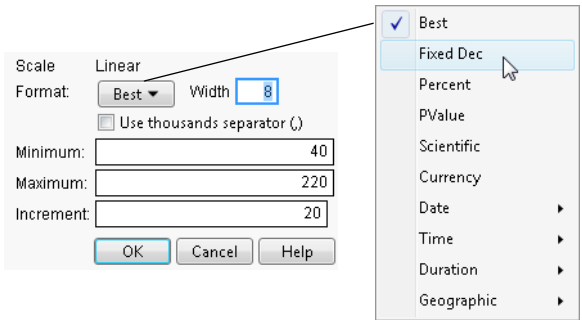 Scale Linear
Format: Best Width 8
Use thousands separator (,)
Minimum: 40
Maximum: 220
Increment: 20
OK Cancel Help
Best
Fixed Dec
Percent
PValue
Scientific
Currency
Date
Time
Duration
Geographic